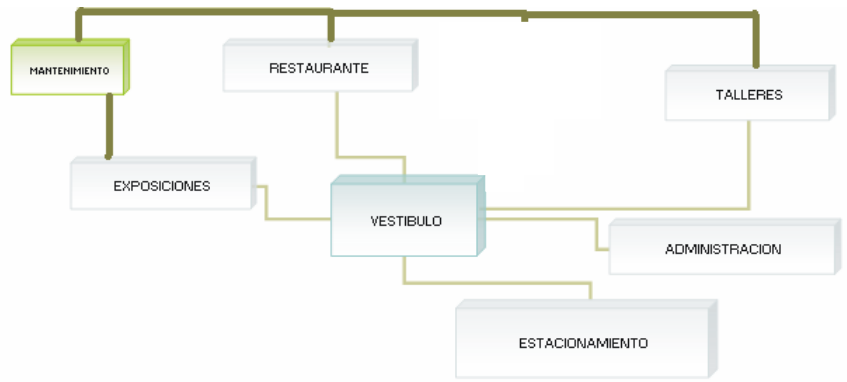 MANTENIMIENTO
RESTAURANTE
TALLERES
EXPOSICIONES
VESTIBULO
ADMINISTRACION
ESTACIONAMIENTO